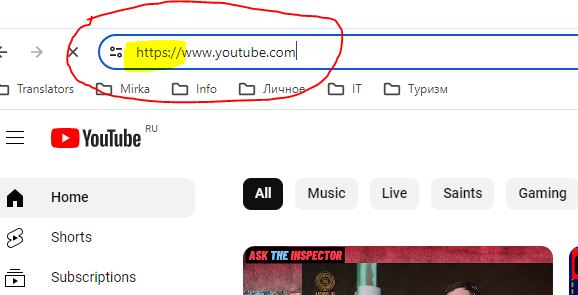 https://www.youtube.com
Translators Mirka Info Личное IT Туризм
YouTube RU
Home All Music Live Saints Gaming
Shorts
ASK THE INSPECTOR
Subscriptions